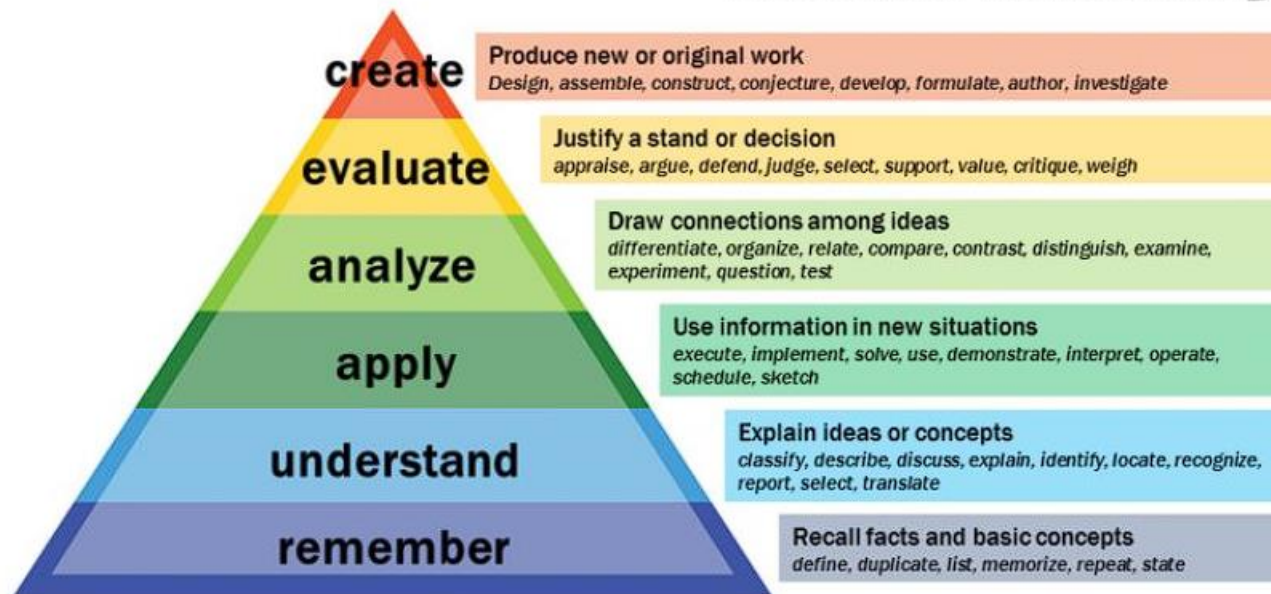 create
Produce new or original work
Design, assemble, construct, conjecture, develop, formulate, author, investigate
evaluate
Justify a stand or decision
appraise, argue, defend, judge, select, support, value, critique, weigh
analyze
Draw connections among ideas
differentiate, organize, relate, compare, contrast, distinguish, examine,
experiment, question, test
apply
Use information in new situations
execute, implement, solve, use, demonstrate, interpret, operate,
schedule, sketch
understand
Explain ideas or concepts
classify, describe, discuss, explain, identify, locate, recognize,
report, select, translate
remember
Recall facts and basic concepts
define, duplicate, list, memorize, repeat, state